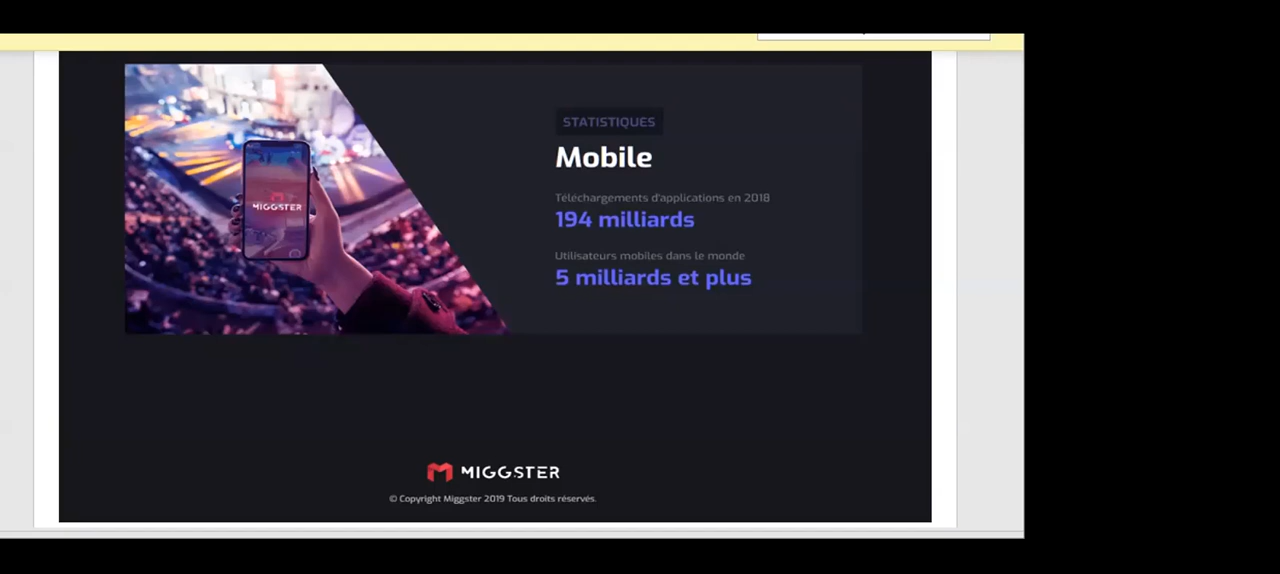 STATISTIQUES
Mobile
Téléchargements d'applications en 2018
194 milliards
Utilisateurs mobiles dans le monde
5 milliards et plus
MIGGSTER
MIGGSTER
© Copyright Miggster 2019 Tous droits réservés.